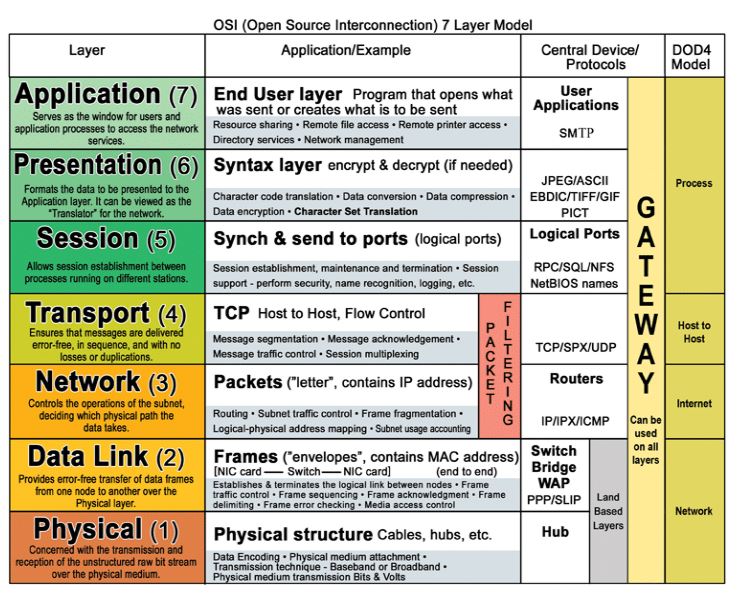 OSI (Open Source Interconnection) 7 Layer Model
Layer
Application/Example
Central Device/
Protocols
DOD4
Model
Application (7)
Serves as the window for users and
application processes to access the network
services.
End User layer Program that opens what
was sent or creates what is to be sent
Resource sharing • Remote file access • Remote printer access •
Directory services • Network management
User
Applications
SMTP
Presentation (6)
Formats the data to be presented to the
Application layer. It can be viewed as the
"Translator" for the network.
Syntax layer encrypt & decrypt (if needed)
Character code translation • Data conversion • Data compression •
Data encryption • Character Set Translation
JPEG/ASCII
EBDIC/TIFF/GIF
PICT
Process
Session (5)
Allows session establishment between
processes running on different stations.
Synch & send to ports (logical ports)
Session establishment, maintenance and termination • Session
support - perform security, name recognition, logging, etc.
Logical Ports
RPC/SQL/NFS
NetBIOS names
Transport (4)
Ensures that messages are delivered
error-free, in sequence, and with no
losses or duplications.
TCP Host to Host, Flow Control
Message segmentation • Message acknowledgement •
Message traffic control • Session multiplexing
PACKET
FILTERING
TCP/SPX/UDP
Host to
Host
Network (3)
Controls the operations of the subnet,
deciding which physical path the
data takes.
Packets ("letter", contains IP address)
Routing • Subnet traffic control • Frame fragmentation •
Logical-physical address mapping • Subnet usage accounting
Routers
IP/IPX/ICMP
Internet
GATEWAY
Can be
used
on all
layers
Data Link (2)
Provides error-free transfer of data frames
from one node to another over the
Physical layer.
Frames ("envelopes", contains MAC address)
[NIC card —— Switch —— NIC card] (end to end)
Establishes & terminates the logical link between nodes • Frame
traffic control • Frame sequencing • Frame acknowledgment • Frame
delimiting • Frame error checking • Media access control
Switch
Bridge
WAP
PPP/SLIP
Land
Based
Layers
Network
Physical (1)
Concerned with the transmission and
reception of the unstructured raw bit stream
over the physical medium.
Physical structure Cables, hubs, etc.
Data Encoding • Physical medium attachment •
Transmission technique - Baseband or Broadband •
Physical medium transmission Bits & Volts
Hub